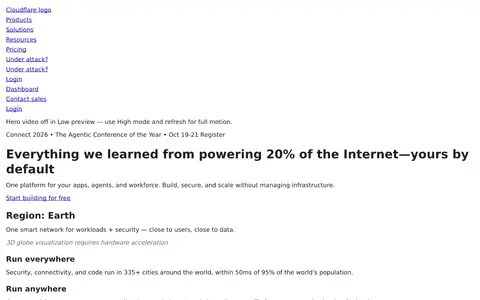 Cloudflare logo
Products
Solutions
Resources
Pricing
Under attack?
Under attack?
Login
Dashboard
Contact sales
Login
Hero video off in Low preview — use High mode and refresh for full motion.
Connect 2026 • The Agentic Conference of the Year • Oct 19-21 Register
Everything we learned from powering 20% of the Internet—yours by
default
One platform for your apps, agents, and workforce. Build, secure, and scale without managing infrastructure.
Start building for free
Region: Earth
One smart network for workloads + security — close to users, close to data.
3D globe visualization requires hardware acceleration
Run everywhere
Security, connectivity, and code run in 335+ cities around the world, within 50ms of 95% of the world's population.
Run anywhere